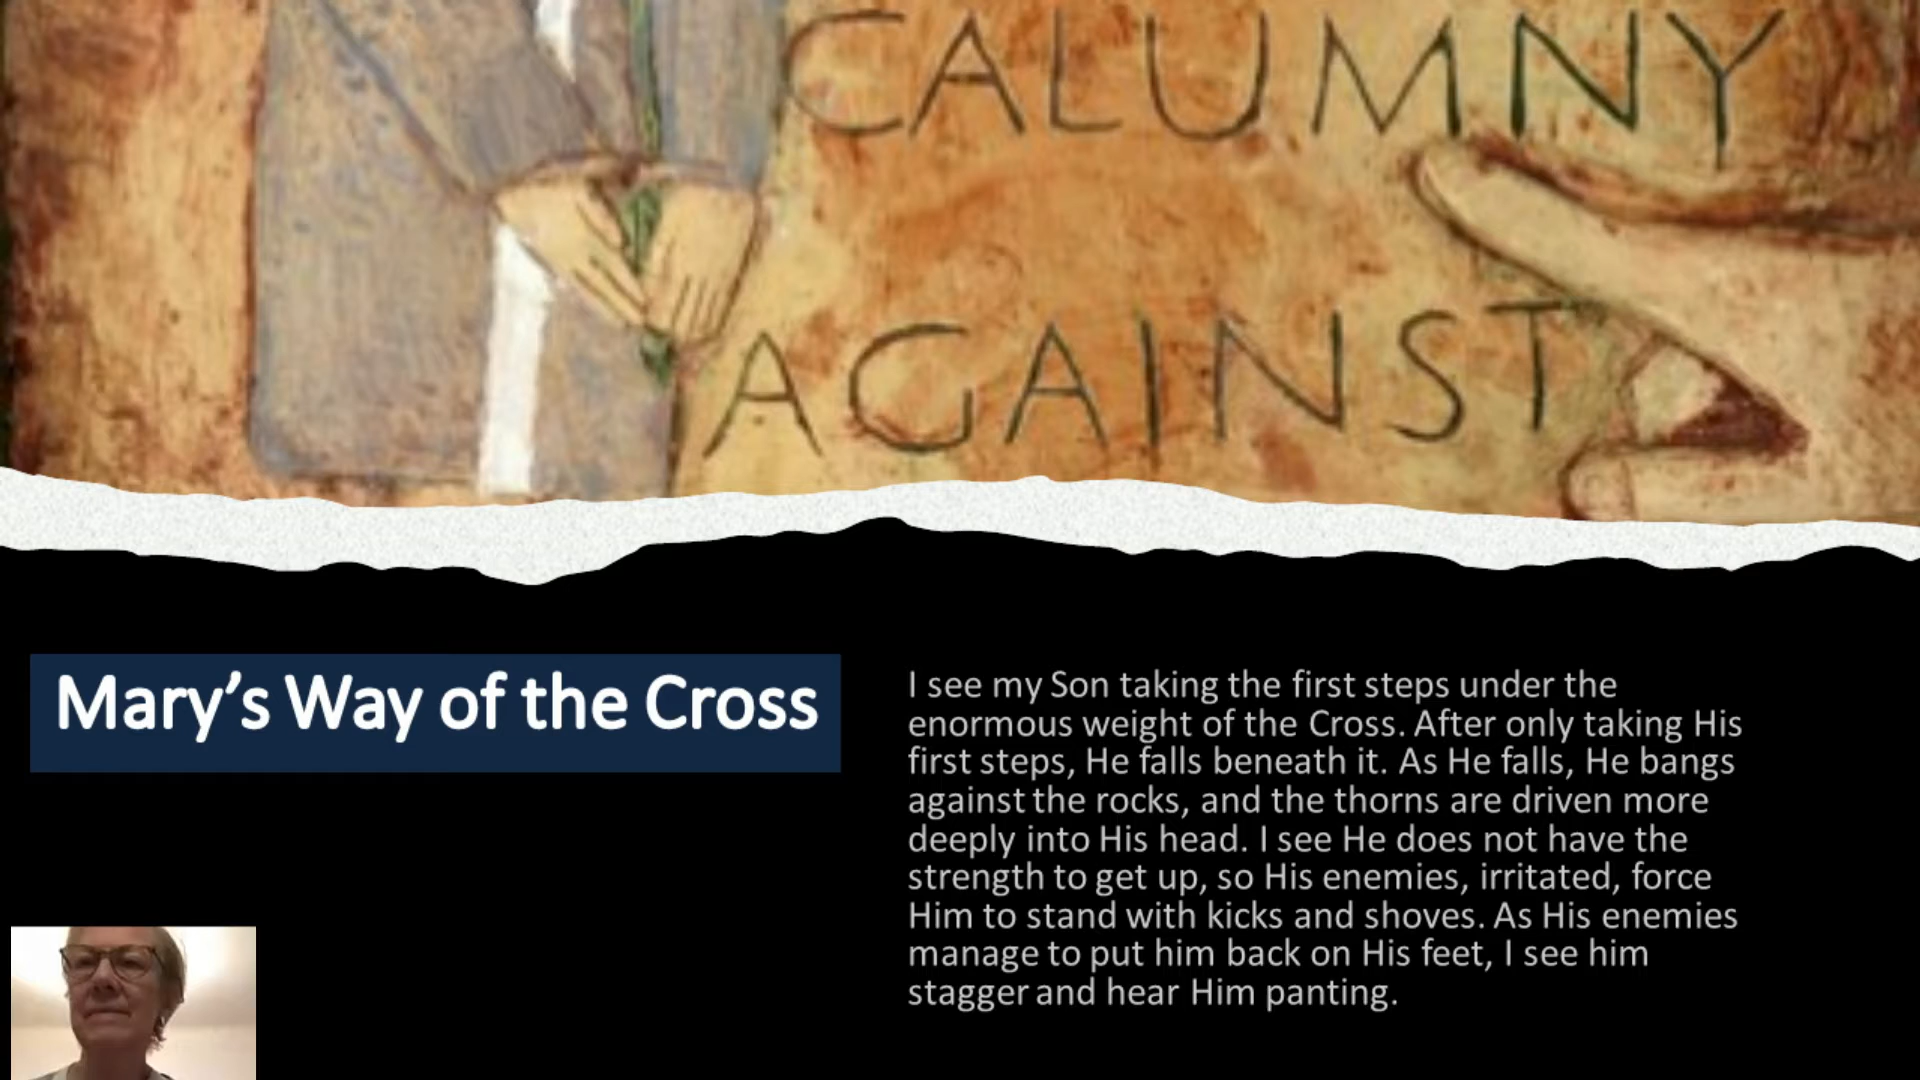 CALUMNY
AGAINST
Mary’s Way of the Cross
I see my Son taking the first steps under the
enormous weight of the Cross. After only taking His
first steps, He falls beneath it. As He falls, He bangs
against the rocks, and the thorns are driven more
deeply into His head. I see He does not have the
strength to get up, so His enemies, irritated, force
Him to stand with kicks and shoves. As His enemies
manage to put him back on His feet, I see him
stagger and hear Him panting.